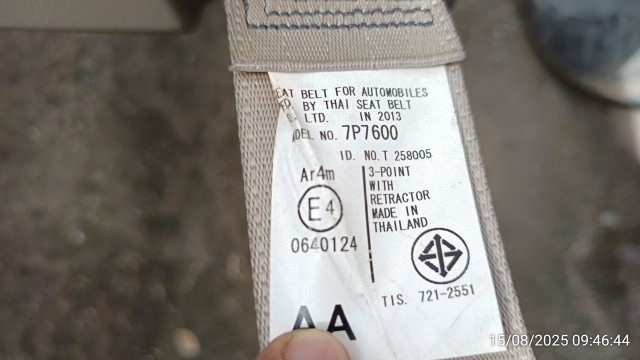 EAT BELT FOR AUTOMOBILES
D. BY THAI SEAT BELT
LTD. IN 2013
DEL NO. 7P7600
ID. NO.T 258005
Ar4m
E4
0640124
3-POINT
WITH
RETRACTOR
MADE IN
THAILAND
TIS. 721-2551
AA
15/08/2025 09:46:44